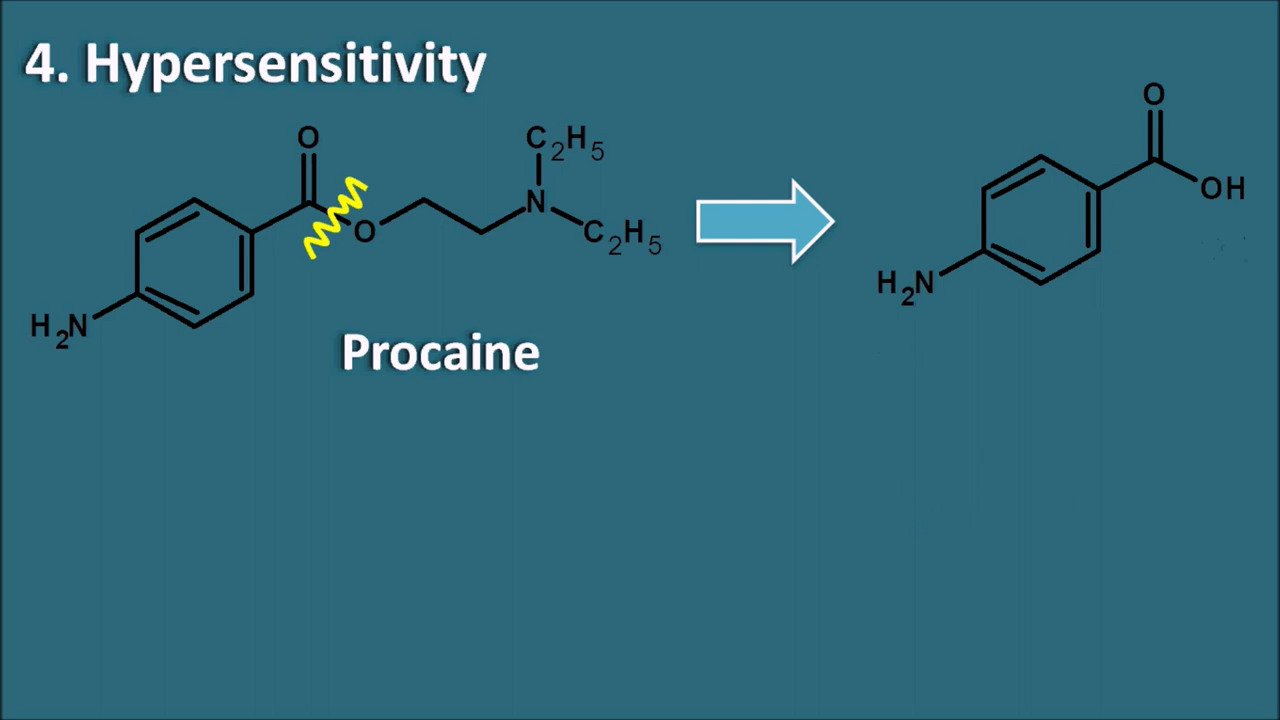 4. Hypersensitivity
O
C2H5
N
O
C2H5
H2N
Procaine
O
OH
H2N